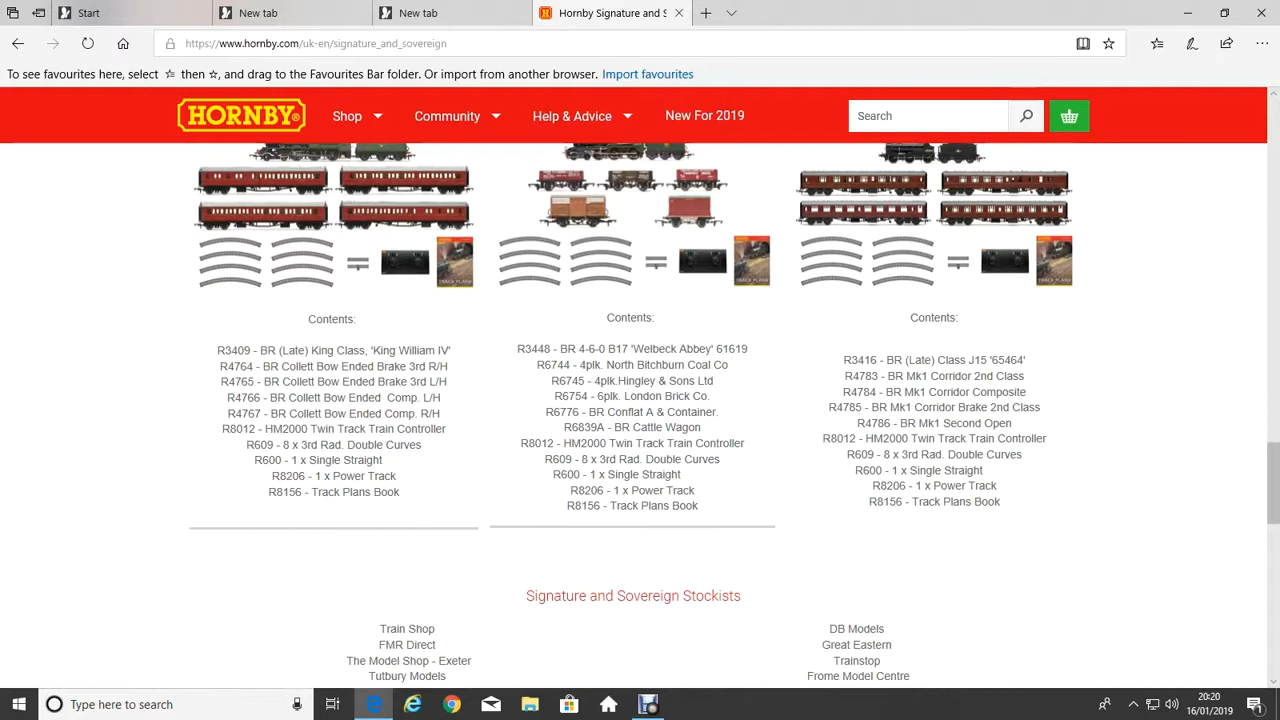 New tab
New tab
Hornby and S
https://www.hornby.com/uk-en/signature_and_sovereign
To see favourites here, select ☆ then ☆, and drag to the Favourites Bar folder. Or import from another browser. Import favourites
HORNBY®
Shop
Community
Help & Advice
New For 2019
Search
TRACK PLANS
TRACK PLANS
TRACK PLANS
Contents:
R3409 - BR (Late) King Class, 'King William IV'
R4764 - BR Collett Bow Ended Brake 3rd R/H
R4765 - BR Collett Bow Ended Brake 3rd L/H
R4766 - BR Collett Bow Ended Comp. L/H
R4767 - BR Collett Bow Ended Comp. R/H
R8012 - HM2000 Twin Track Train Controller
R609 - 8 x 3rd Rad. Double Curves
R600 - 1 x Single Straight
R8206 - 1 x Power Track
R8156 - Track Plans Book
Contents:
R3448 - BR 4-6-0 B17 'Welbeck Abbey' 61619
R6744 - 4plk. North Bitchburn Coal Co
R6745 - 4plk.Hingley & Sons Ltd
R6754 - 6plk. London Brick Co.
R6776 - BR Conflat A & Container.
R6839A - BR Cattle Wagon
R8012 - HM2000 Twin Track Train Controller
R609 - 8 x 3rd Rad. Double Curves
R600 - 1 x Single Straight
R8206 - 1 x Power Track
R8156 - Track Plans Book
Contents:
R3416 - BR (Late) Class J15 '65464'
R4783 - BR Mk1 Corridor 2nd Class
R4784 - BR Mk1 Corridor Composite
R4785 - BR Mk1 Corridor Brake 2nd Class
R4786 - BR Mk1 Second Open
R8012 - HM2000 Twin Track Train Controller
R609 - 8 x 3rd Rad. Double Curves
R600 - 1 x Single Straight
R8206 - 1 x Power Track
R8156 - Track Plans Book
Signature and Sovereign Stockists
Train Shop
FMR Direct
The Model Shop - Exeter
Tutbury Models
DB Models
Great Eastern
Trainstop
Frome Model Centre
Type here to search
20:20
16/01/2019